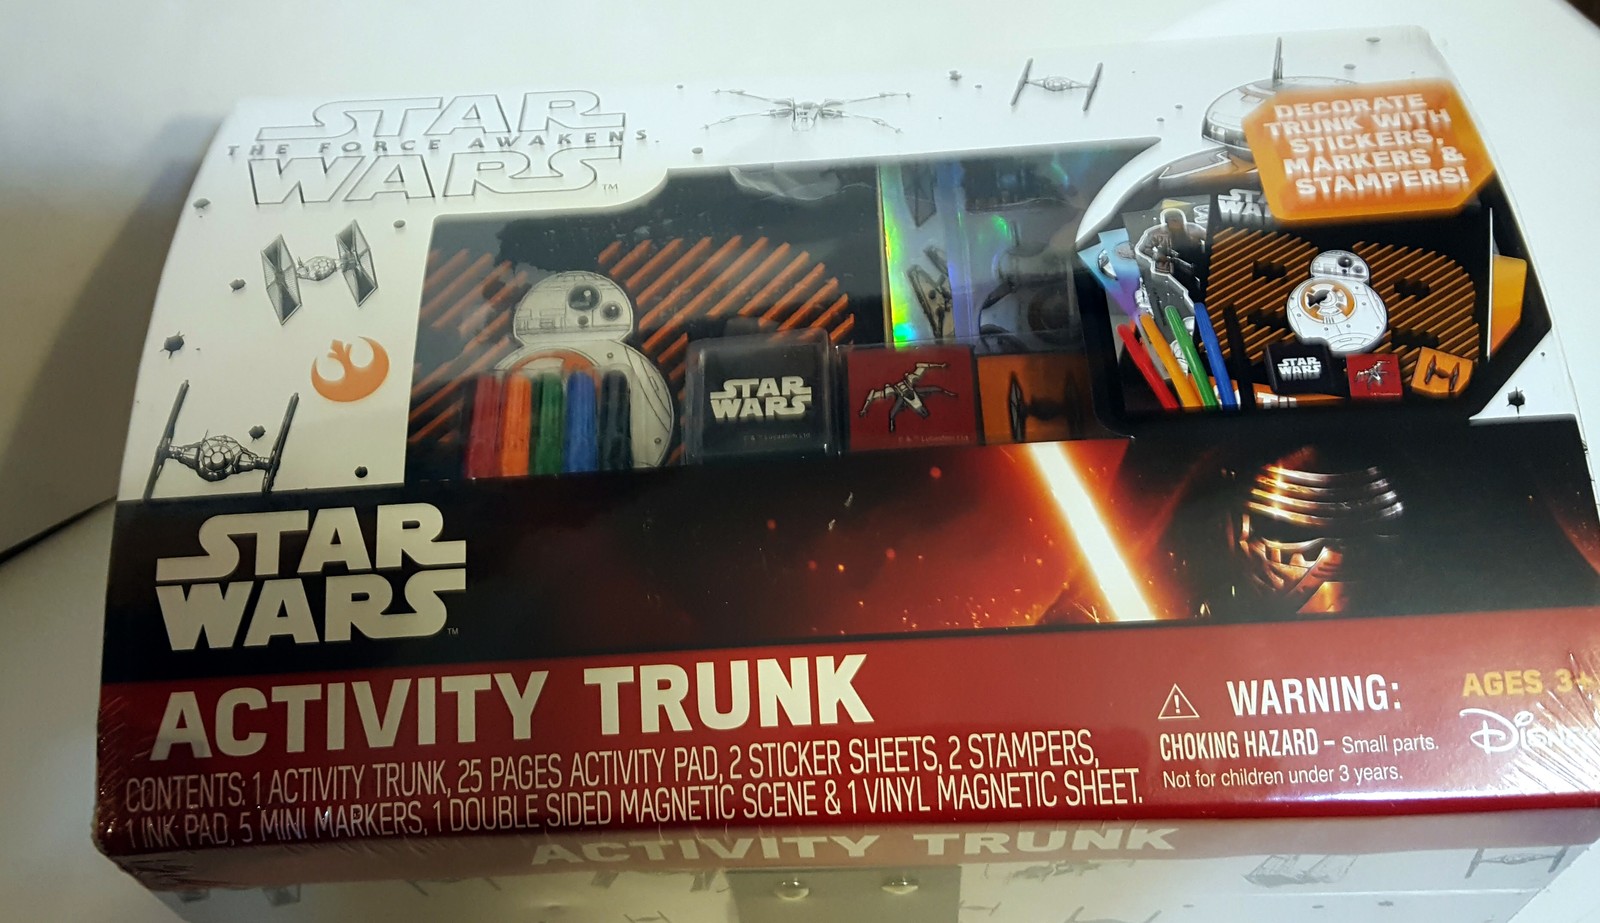 STAR
THE FORCE AWAKENS
WARS™
DECORATE
TRUNK WITH
STICKERS,
MARKERS &
STAMPERS!
STAR
WARS
STAR
WARS
STAR
WARS™
ACTIVITY TRUNK
CONTENTS: 1 ACTIVITY TRUNK, 25 PAGES ACTIVITY PAD, 2 STICKER SHEETS, 2 STAMPERS,
1 INK PAD, 5 MINI MARKERS, 1 DOUBLE SIDED MAGNETIC SCENE & 1 VINYL MAGNETIC SHEET.
WARNING:
CHOKING HAZARD – Small parts.
Not for children under 3 years.
AGES 3+
Disney
ACTIVITY TRUNK